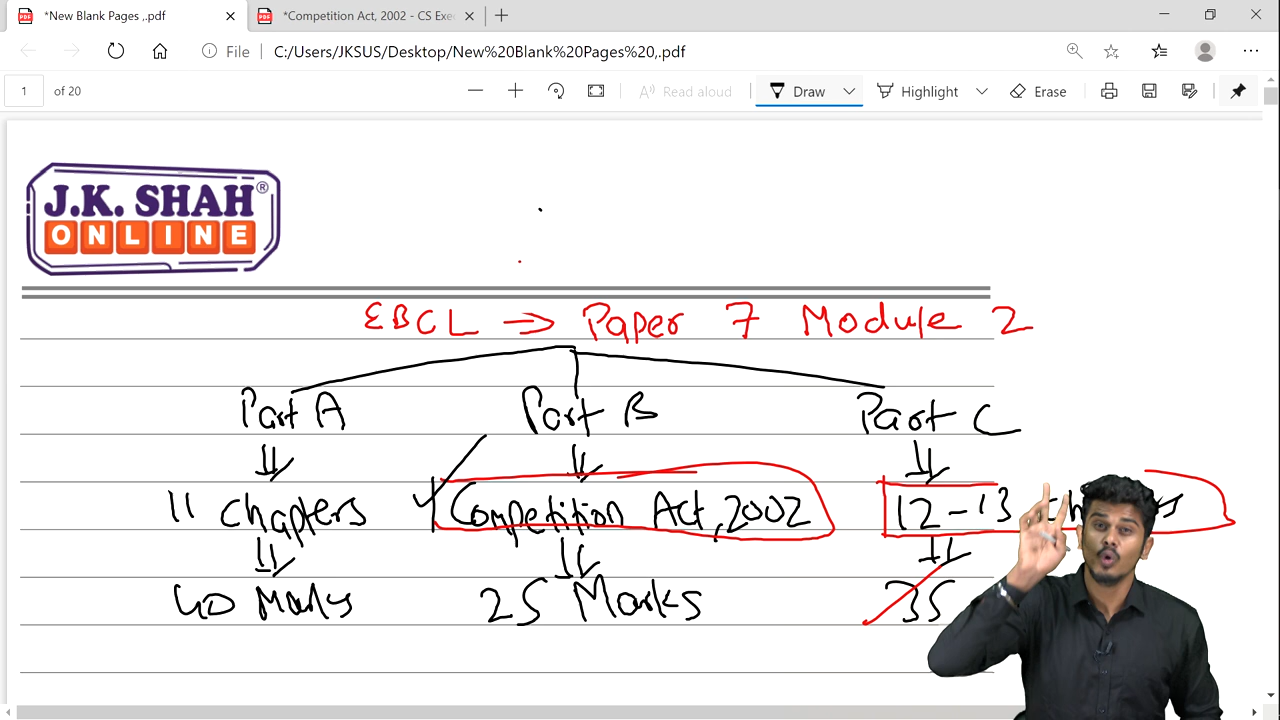 *New Blank Pages ,.pdf
*Competition Act, 2002 - CS Exec
File C:/Users/JKSUS/Desktop/New%20Blank%20Pages%20,.pdf
1 of 20
Read aloud Draw Highlight Erase
J.K. SHAH®
ONLINE
EBCL ⇒ Paper 7 Module 2
Part A Part B Part C
11 chapters Competition Act, 2002 12-13
40 Marks 25 Marks 35